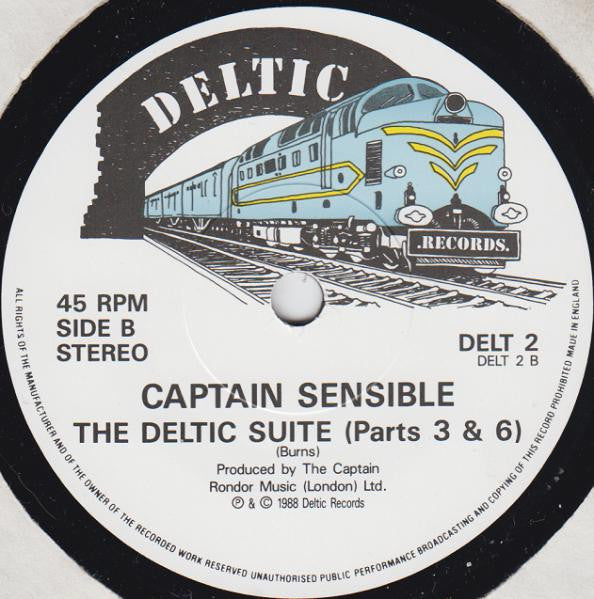 DELTIC
.RECORDS.
45 RPM
SIDE B
STEREO
DELT 2
DELT 2 B
CAPTAIN SENSIBLE
THE DELTIC SUITE (Parts 3 & 6)
(Burns)
Produced by The Captain
Rondor Music (London) Ltd.
Ⓟ & © 1988 Deltic Records
ALL RIGHTS OF THE MANUFACTURER AND OF THE OWNER OF THE RECORDED WORK RESERVED UNAUTHORISED PUBLIC PERFORMANCE BROADCASTING AND COPYING OF THIS RECORD PROHIBITED MADE IN ENGLAND